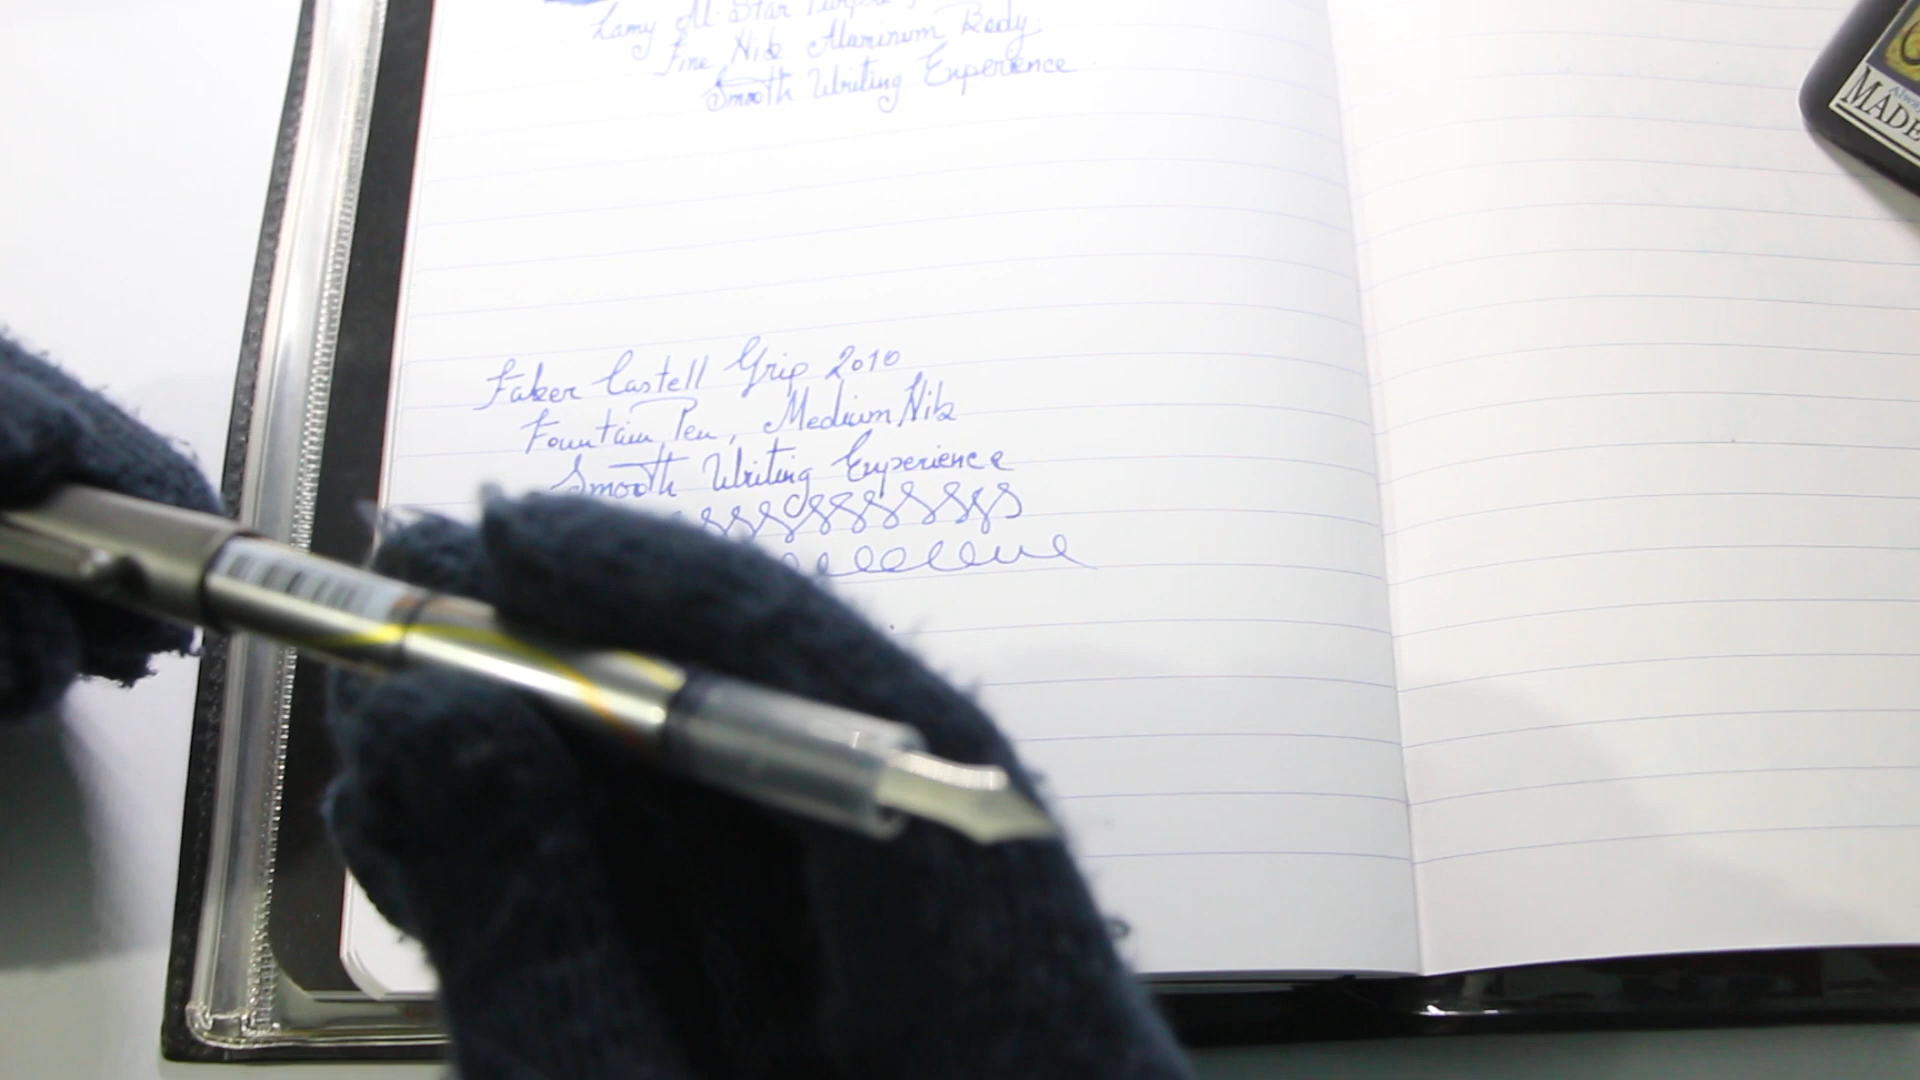 Lamy Al-Star
Fine Nib Aluminum Body
Smooth Writing Experience
Faber Castell Grip 2010
Fountain Pen, Medium Nib
Smooth Writing Experience
MADE